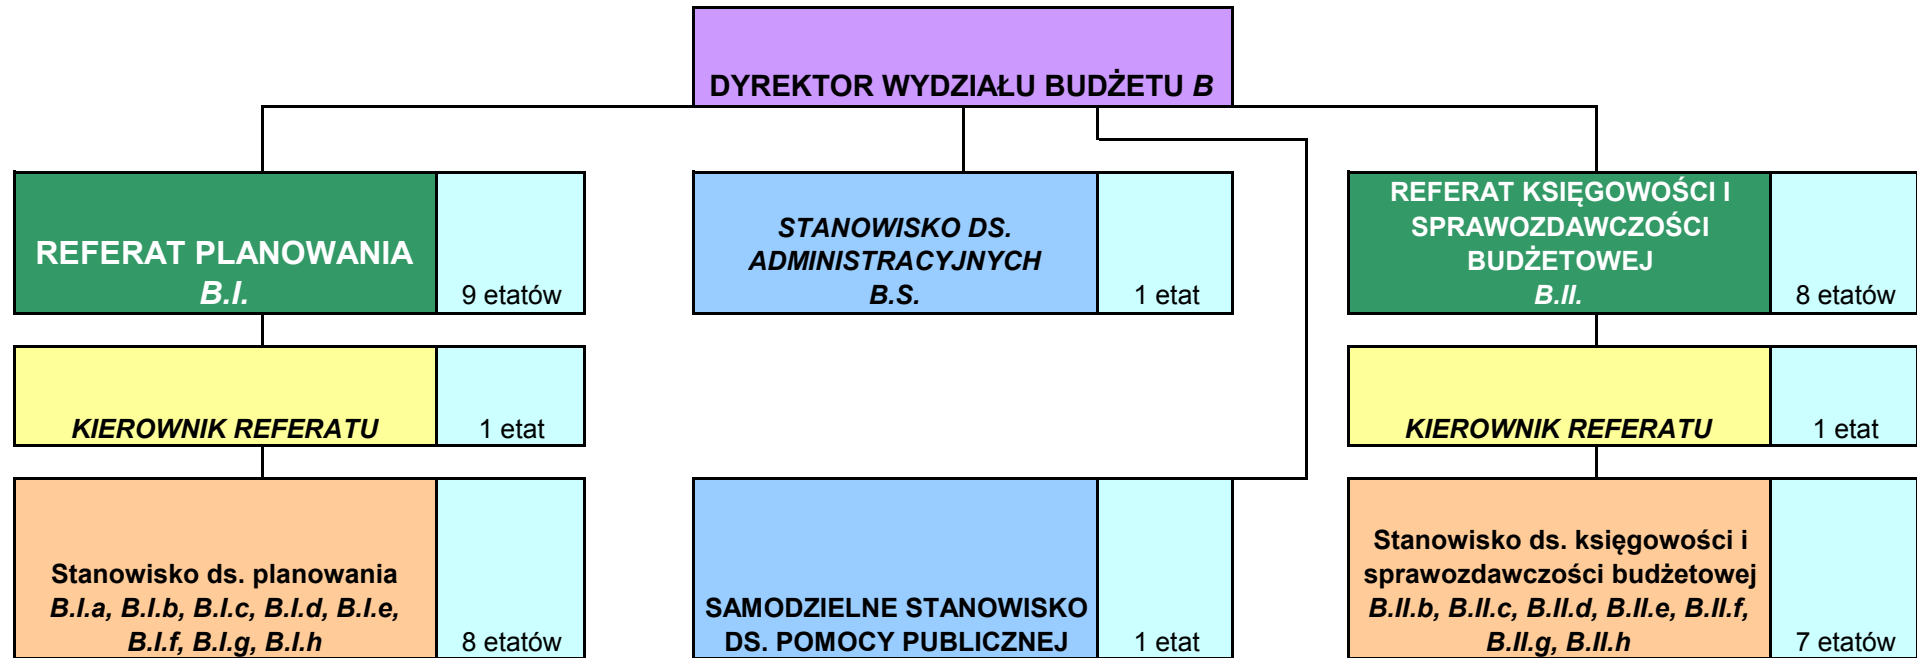 DYREKTOR WYDZIAŁU BUDŻETU B
REFERAT PLANOWANIA
B.I.
9 etatów
STANOWISKO DS.
ADMINISTRACYJNYCH
B.S.
1 etat
REFERAT KSIĘGOWOŚCI I
SPRAWOZDAWCZOŚCI
BUDŻETOWEJ
B.II.
8 etatów
KIEROWNIK REFERATU
1 etat
KIEROWNIK REFERATU
1 etat
Stanowisko ds. planowania
B.I.a, B.I.b, B.I.c, B.I.d, B.I.e,
B.I.f, B.I.g, B.I.h
8 etatów
SAMODZIELNE STANOWISKO
DS. POMOCY PUBLICZNEJ
1 etat
Stanowisko ds. księgowości i
sprawozdawczości budżetowej
B.II.b, B.II.c, B.II.d, B.II.e, B.II.f,
B.II.g, B.II.h
7 etatów